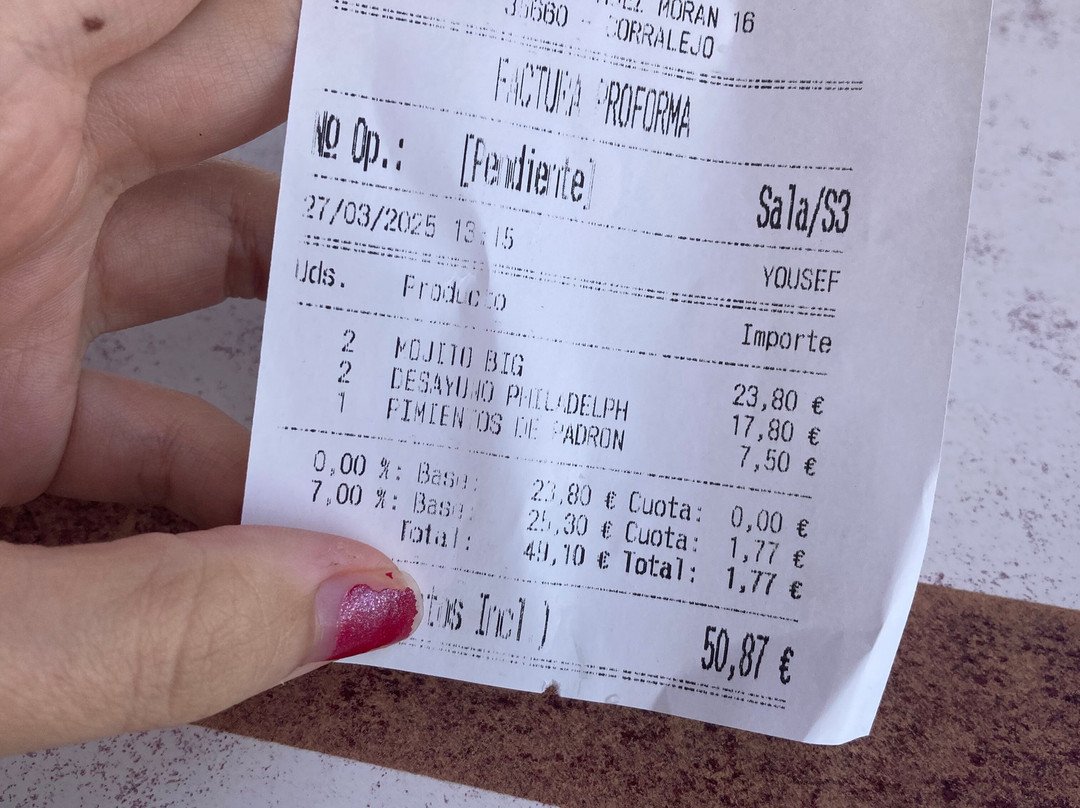 MORAN 16
35660 - CORRALEJO
FACTURA PROFORMA
Nº Op.: [Pendiente] Sala/S3
27/03/2025 13:15 YOUSEF
Uds. Producto Importe
2 MOJITO BIG 23,80 €
2 DESAYUNO PHILADELPH 17,80 €
1 PIMIENTOS DE PADRON 7,50 €
0,00 %: Base: 23,80 € Cuota: 0,00 €
7,00 %: Base: 25,30 € Cuota: 1,77 €
Total: 49,10 € Total: 1,77 €
Incl.) 50,87 €